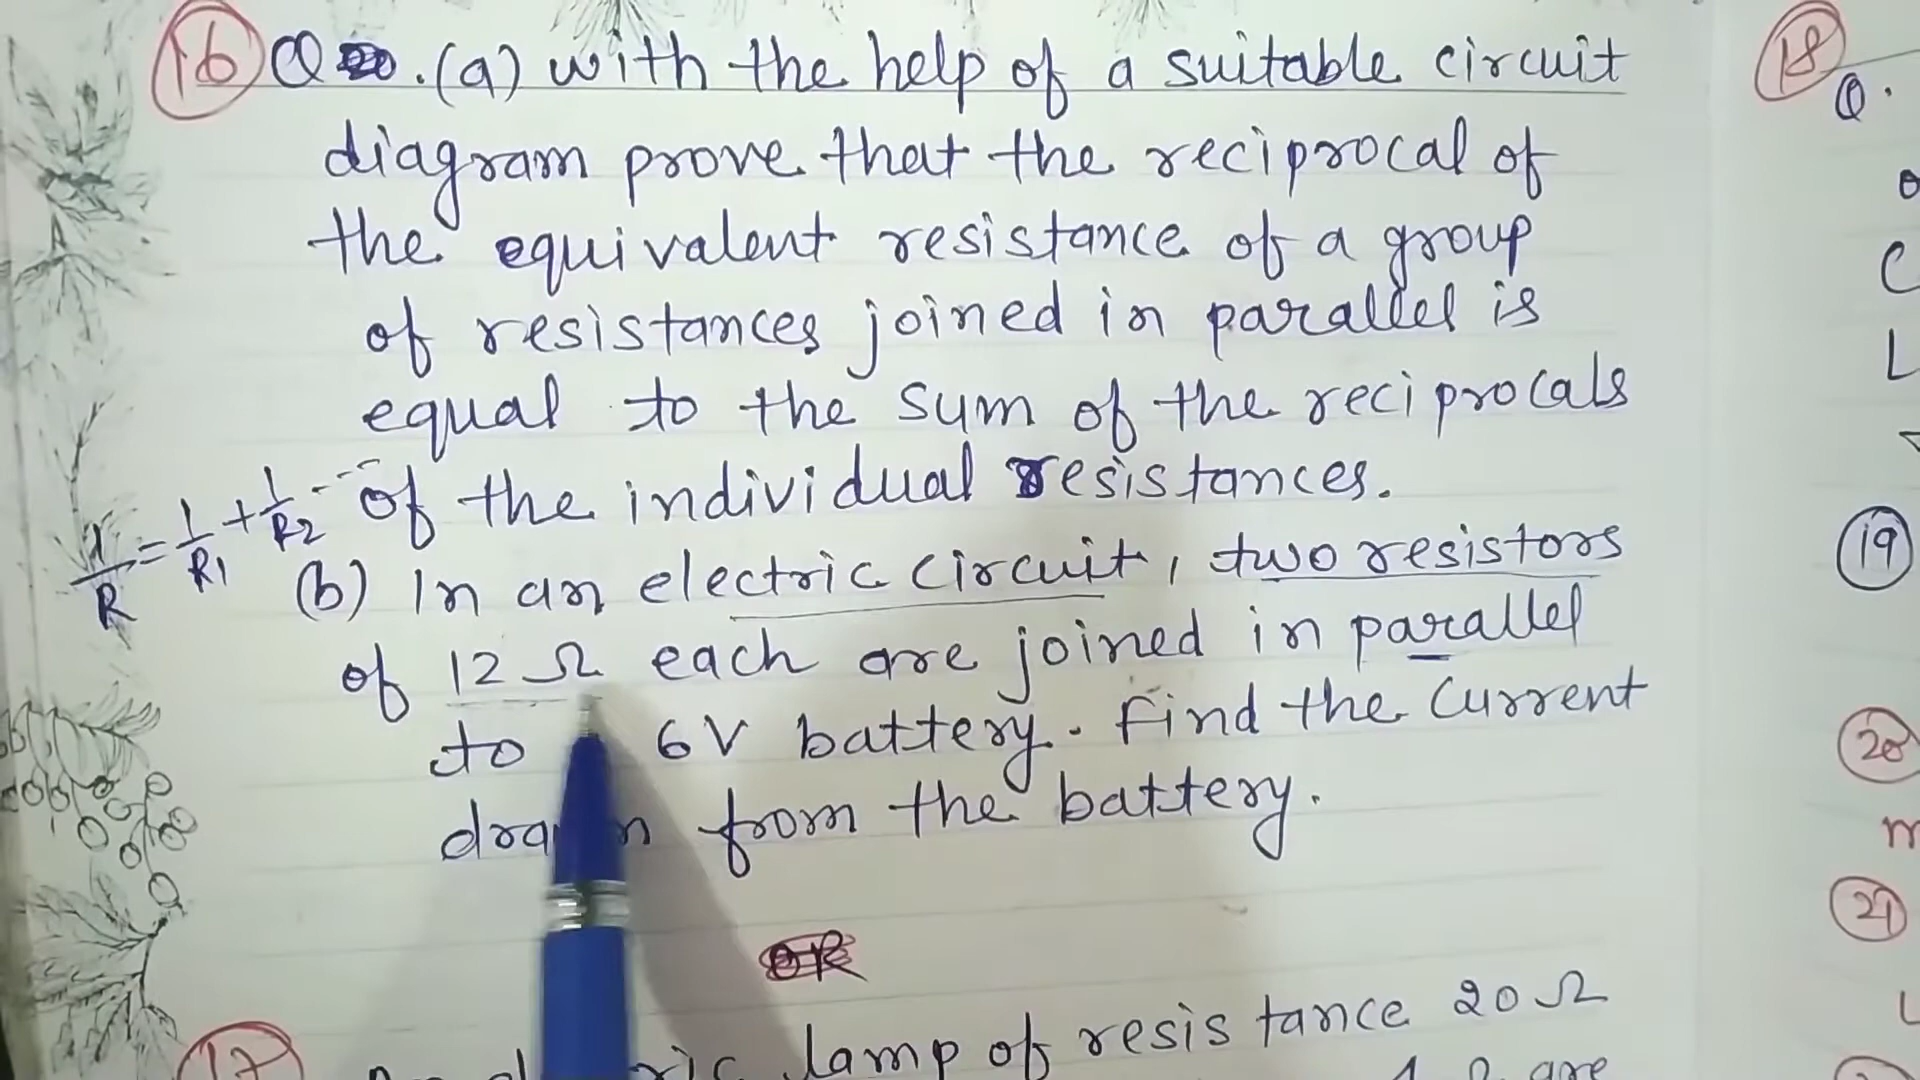 16 Q 20. (a) with the help of a suitable circuit
diagram prove that the reciprocal of
the equivalent resistance of a group
of resistances joined in parallel is
equal to the sum of the reciprocals
of the individual resistances.
1/R = 1/R1 + 1/R2 ---
(b) In an electric circuit, two resistors
of 12 Ω each are joined in parallel
to 6V battery. Find the current
from the battery.
OR
17 lamp of resistance 20 Ω
are
18
Q.
19
20
21